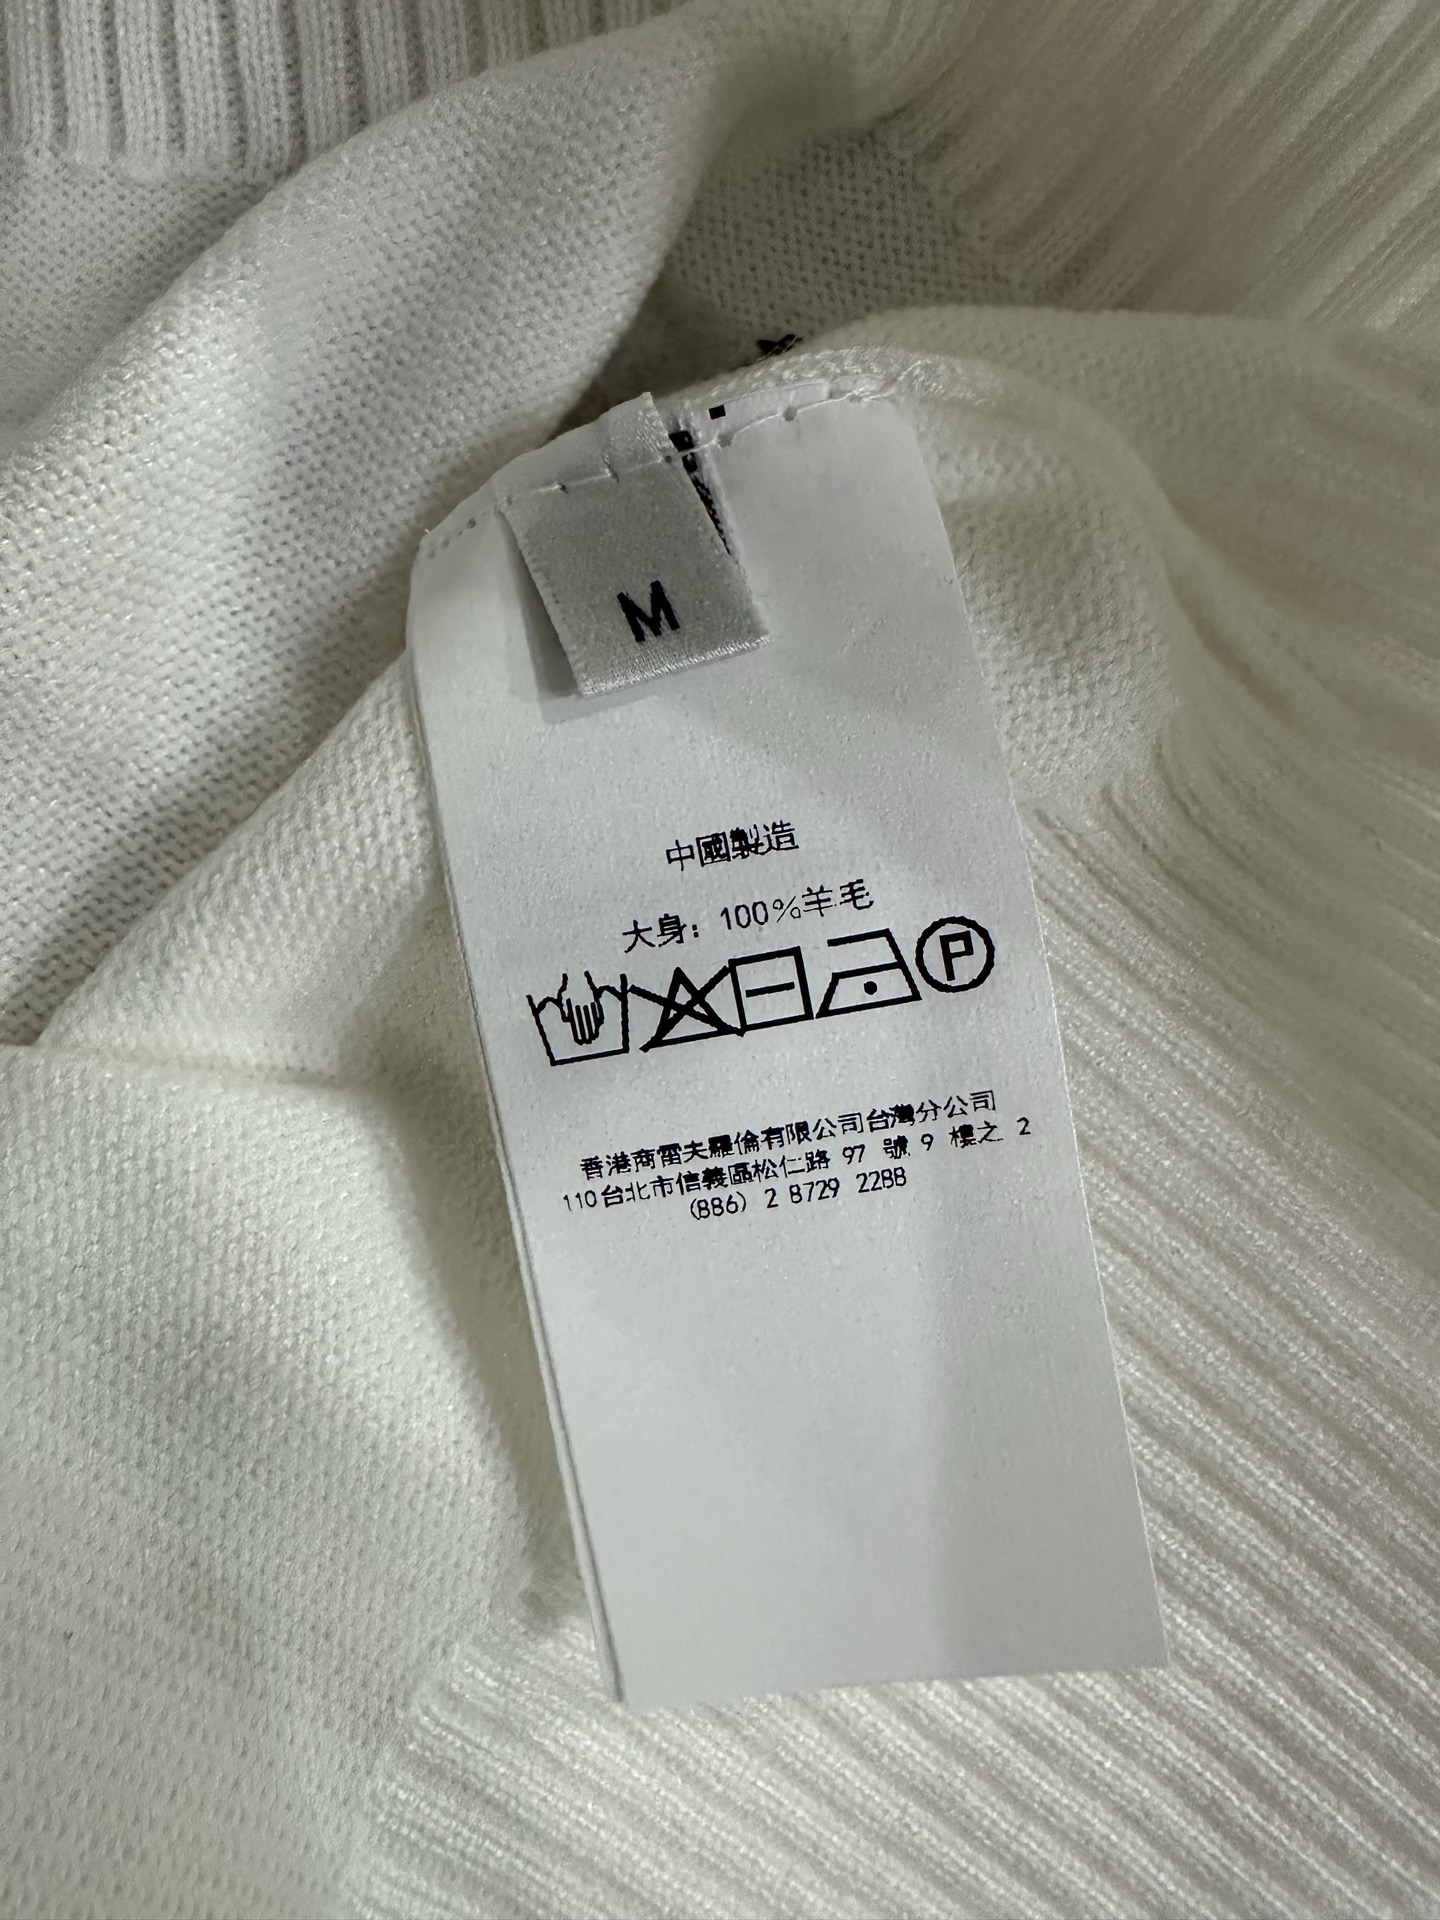 M
中國製造
大身: 100%羊毛
P
香港商雷夫羅倫有限公司台灣分公司
110台北市信義區松仁路 97 號 9 樓之 2
(886) 2 8729 2288